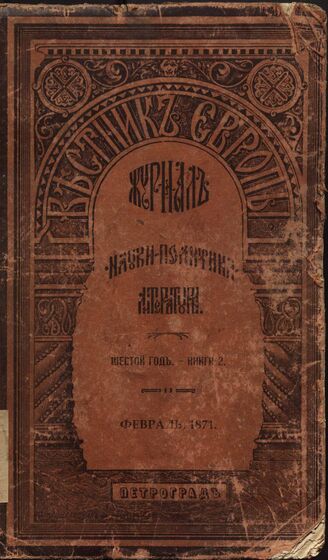 ВѢСТНИКЪ ЕВРОПЫ
ЖУРНАЛЪ
НАУКИ-ПОЛИТИКИ
ЛИТЕРАТУРЫ.
ШЕСТОЙ ГОДЪ. — КНИГА 2.
ФЕВРАЛЬ, 1871.
ПЕТРОГРАДЪ